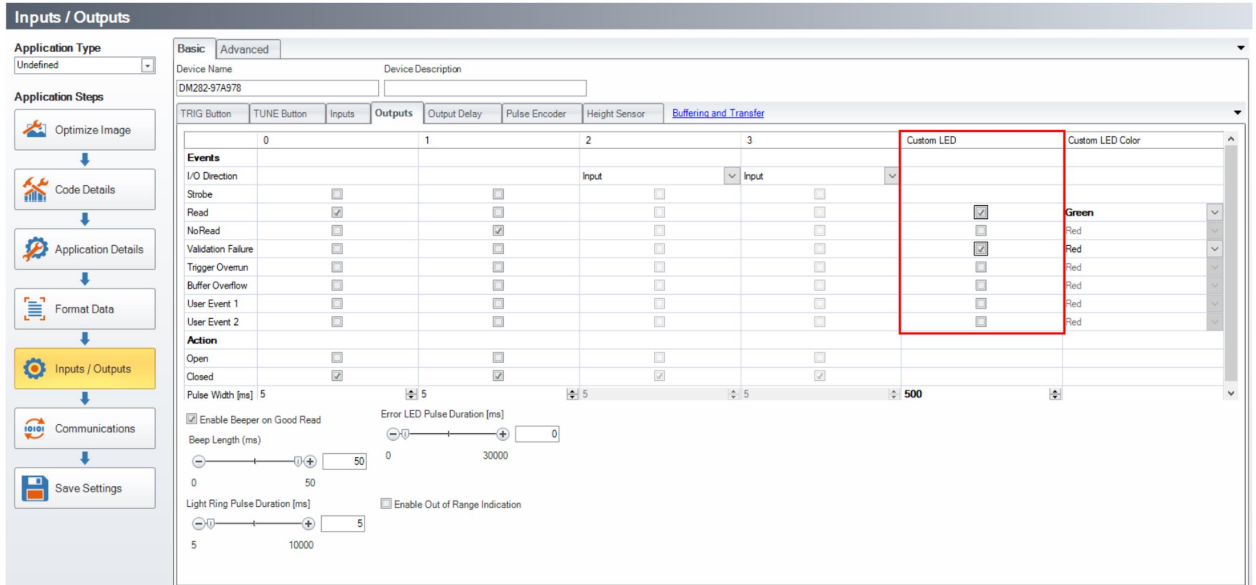 Inputs / Outputs
Application Type
Undefined
Application Steps
Optimize Image
Code Details
Application Details
Format Data
Inputs / Outputs
Communications
Save Settings
Basic Advanced
Device Name Device Description
DM282-97A978
TRIG Button TUNE Button Inputs Outputs Output Delay Pulse Encoder Height Sensor Buffering and Transfer
0 1 2 3 Custom LED Custom LED Color
Events
I/O Direction Input Input
Strobe
Read Green
NoRead Red
Validation Failure Red
Trigger Overrun Red
Buffer Overflow Red
User Event 1 Red
User Event 2 Red
Action
Open
Closed
Pulse Width [ms] 5 5 5 5 500
Enable Beeper on Good Read
Beep Length (ms)
50
0 50
Light Ring Pulse Duration [ms]
5
5 10000
Error LED Pulse Duration [ms]
0
0 30000
Enable Out of Range Indication